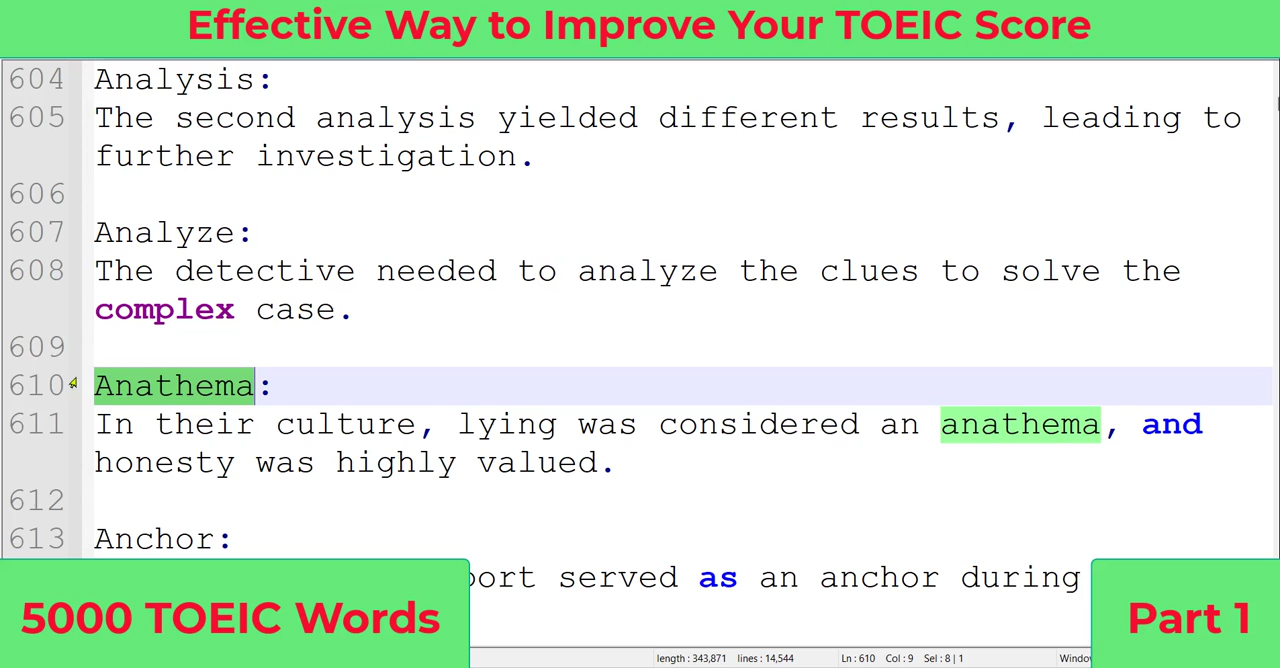 Effective Way to Improve Your TOEIC Score
604 Analysis:
605 The second analysis yielded different results, leading to
further investigation.
606
607 Analyze:
608 The detective needed to analyze the clues to solve the
complex case.
609
610 Anathema:
611 In their culture, lying was considered an anathema, and
honesty was highly valued.
612
613 Anchor:
served as an anchor during
5000 TOEIC Words
Part 1
length : 343,871 lines : 14,544 Ln : 610 Col : 9 Sel : 8 | 1